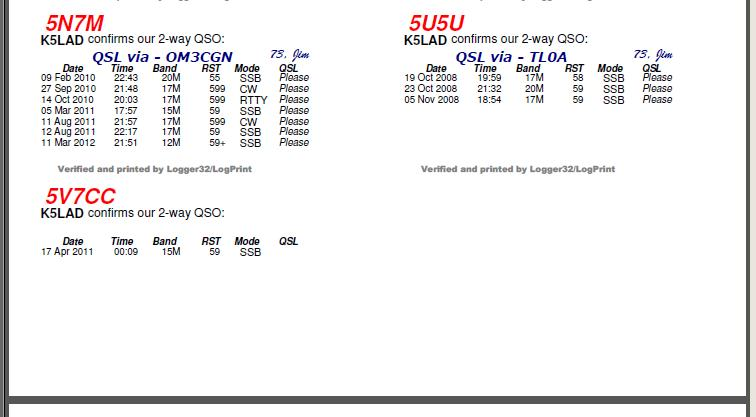 5N7M
K5LAD confirms our 2-way QSO:
QSL via - OM3CGN 73, Jim
Date Time Band RST Mode QSL
09 Feb 2010 22:43 20M 55 SSB Please
27 Sep 2010 21:48 17M 599 CW Please
14 Oct 2010 20:03 17M 599 RTTY Please
05 Mar 2011 17:57 15M 59 SSB Please
11 Aug 2011 21:57 17M 599 CW Please
12 Aug 2011 22:17 17M 59 SSB Please
11 Mar 2012 21:51 12M 59+ SSB Please
Verified and printed by Logger32/LogPrint
5U5U
K5LAD confirms our 2-way QSO:
QSL via - TL0A 73, Jim
Date Time Band RST Mode QSL
19 Oct 2008 19:59 17M 58 SSB Please
23 Oct 2008 21:32 20M 59 SSB Please
05 Nov 2008 18:54 17M 59 SSB Please
Verified and printed by Logger32/LogPrint
5V7CC
K5LAD confirms our 2-way QSO:
Date Time Band RST Mode QSL
17 Apr 2011 00:09 15M 59 SSB